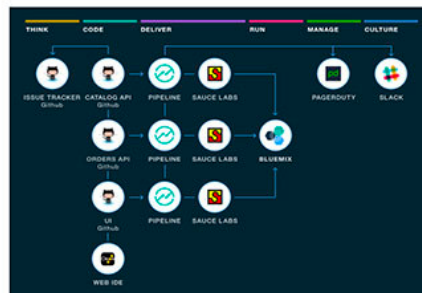 THINK
CODE
DELIVER
RUN
MANAGE
CULTURE
ISSUE TRACKER
Github
CATALOG API
Github
PIPELINE
SAUCE LABS
PAGERDUTY
SLACK
pd
ORDERS API
Github
PIPELINE
SAUCE LABS
BLUEMIX
UI
Github
PIPELINE
SAUCE LABS
WEB IDE